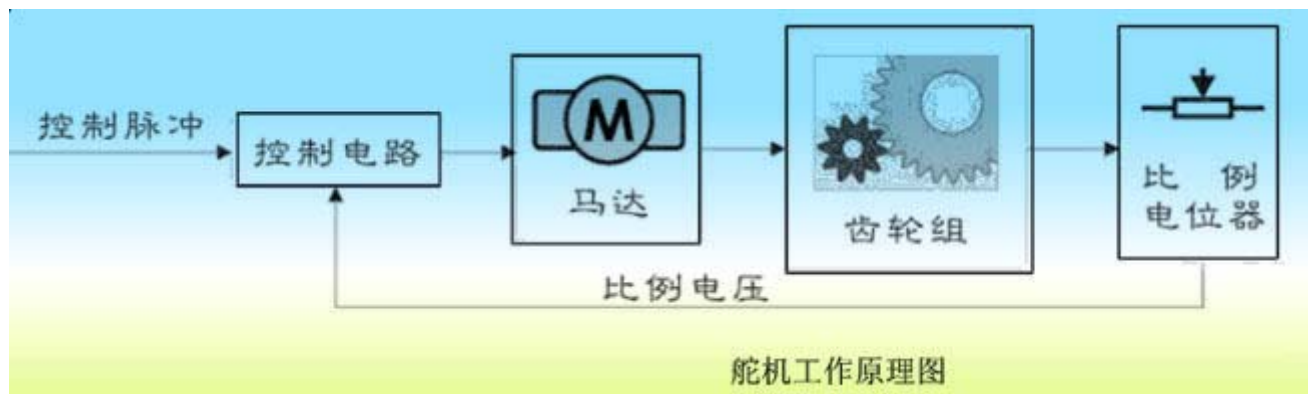 控制脉冲
控制电路
M
马达
齿轮组
比 例
电位器
比例电压
舵机工作原理图